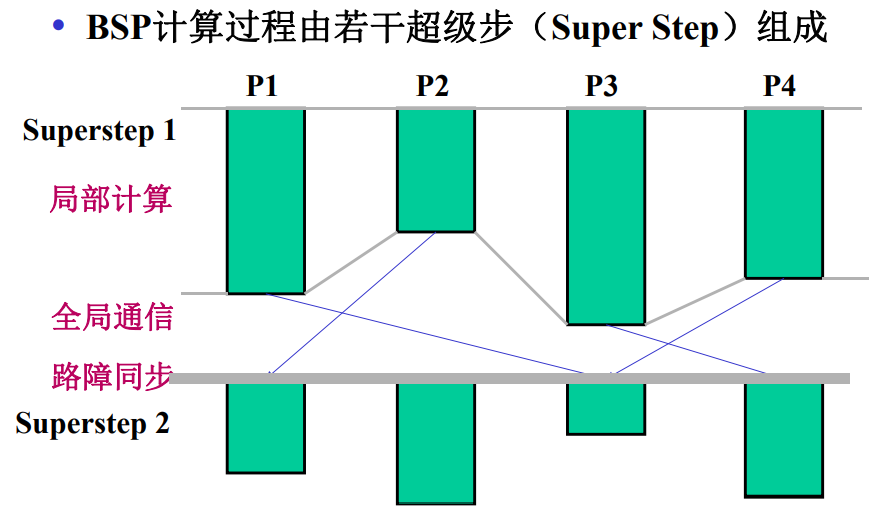 • BSP计算过程由若干超级步（Super Step）组成
P1 P2 P3 P4
Superstep 1
局部计算
全局通信
路障同步
Superstep 2